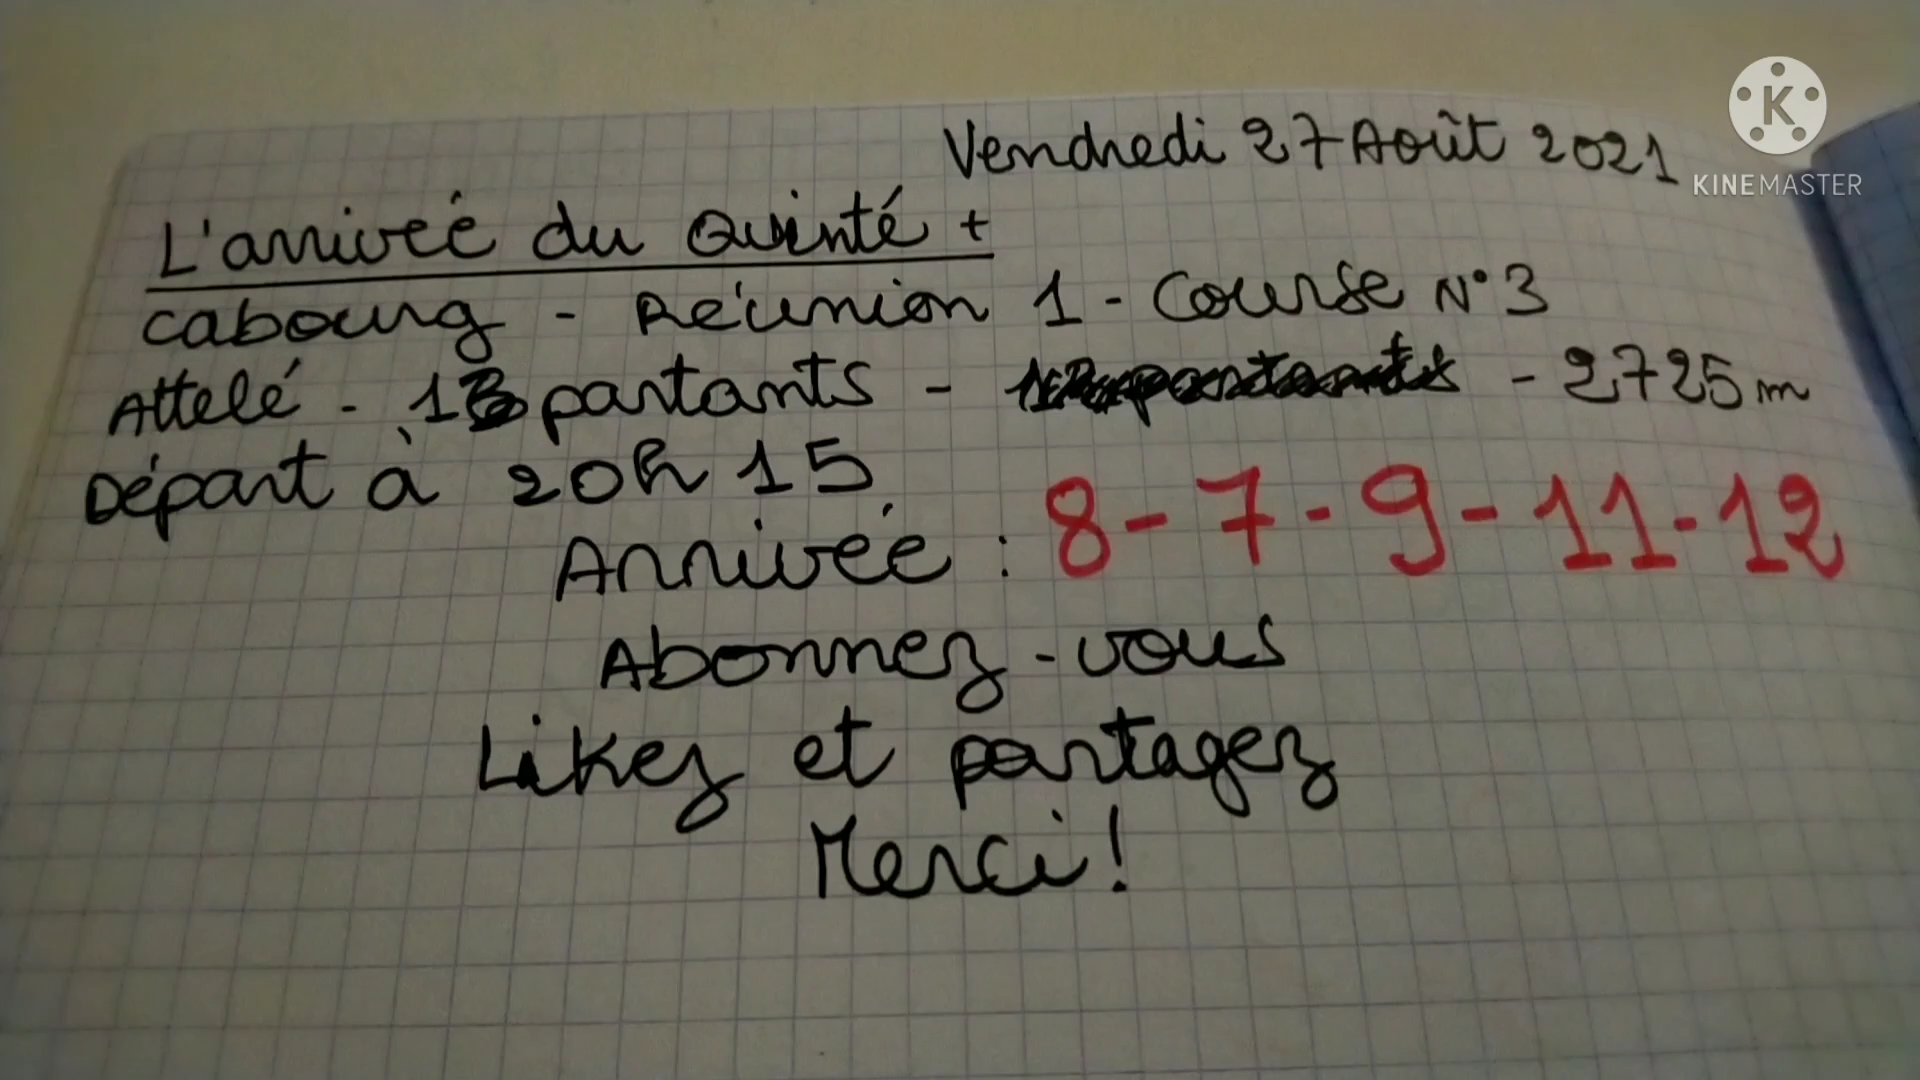 Vendredi 27 Août 2021
KINEMASTER
L'arrivée du Quinté +
Cabourg - Réunion 1 - Course N°3
Attelé - 13 partants - - 2725m
Départ à 20h15
Arrivée : 8-7-9-11-12
Abonnez-vous
Likez et partagez
Merci!